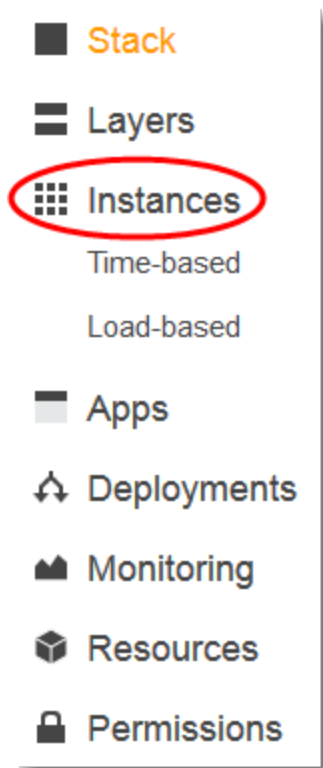 Stack
Layers
Instances
Time-based
Load-based
Apps
Deployments
Monitoring
Resources
Permissions